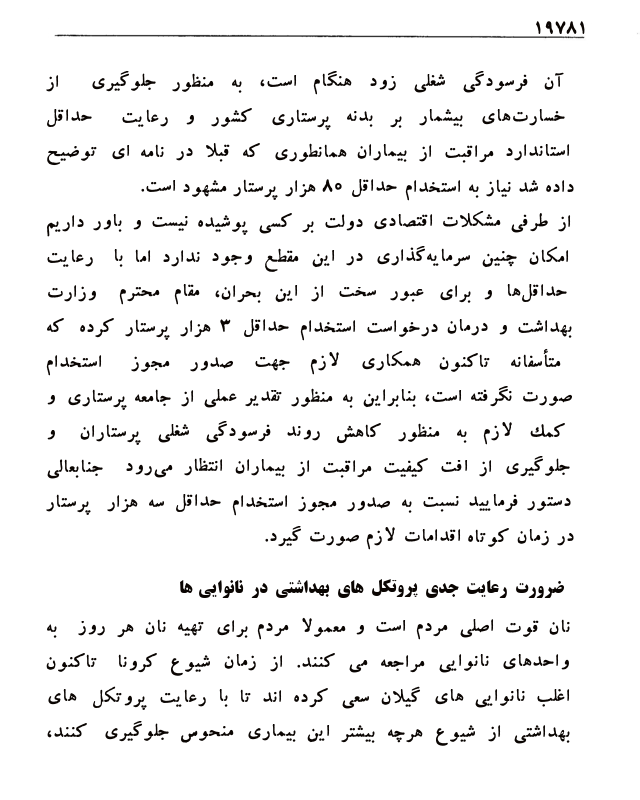 ۱۹۷۸۱
آن فرسودگی شغلی زود هنگام است، به منظور جلوگیری از
خسارت‌های بیشمار بر بدنه پرستاری کشور و رعایت حداقل
استاندارد مراقبت از بیماران همانطوری که قبلا در نامه ای توضیح
داده شد نیاز به استخدام حداقل ۸۰ هزار پرستار مشهود است.
از طرفی مشکلات اقتصادی دولت بر کسی پوشیده نیست و باور داریم
امکان چنین سرمایه‌گذاری در این مقطع وجود ندارد اما با رعایت
حداقل‌ها و برای عبور سخت از این بحران، مقام محترم وزارت
بهداشت و درمان درخواست استخدام حداقل ۳ هزار پرستار کرده که
متأسفانه تاکنون همکاری لازم جهت صدور مجوز استخدام
صورت نگرفته است، بنابراین به منظور تقدیر عملی از جامعه پرستاری و
کمك لازم به منظور کاهش روند فرسودگی شغلی پرستاران و
جلوگیری از افت کیفیت مراقبت از بیماران انتظار می‌رود جنابعالی
دستور فرمایید نسبت به صدور مجوز استخدام حداقل سه هزار پرستار
در زمان کوتاه اقدامات لازم صورت گیرد.
ضرورت رعایت جدی پروتکل های بهداشتی در نانوایی ها
نان قوت اصلی مردم است و معمولا مردم برای تهیه نان هر روز به
واحدهای نانوایی مراجعه می کنند. از زمان شیوع کرونا تاکنون
اغلب نانوایی های گیلان سعی کرده اند تا با رعایت پروتکل های
بهداشتی از شیوع هرچه بیشتر این بیماری منحوس جلوگیری کنند،